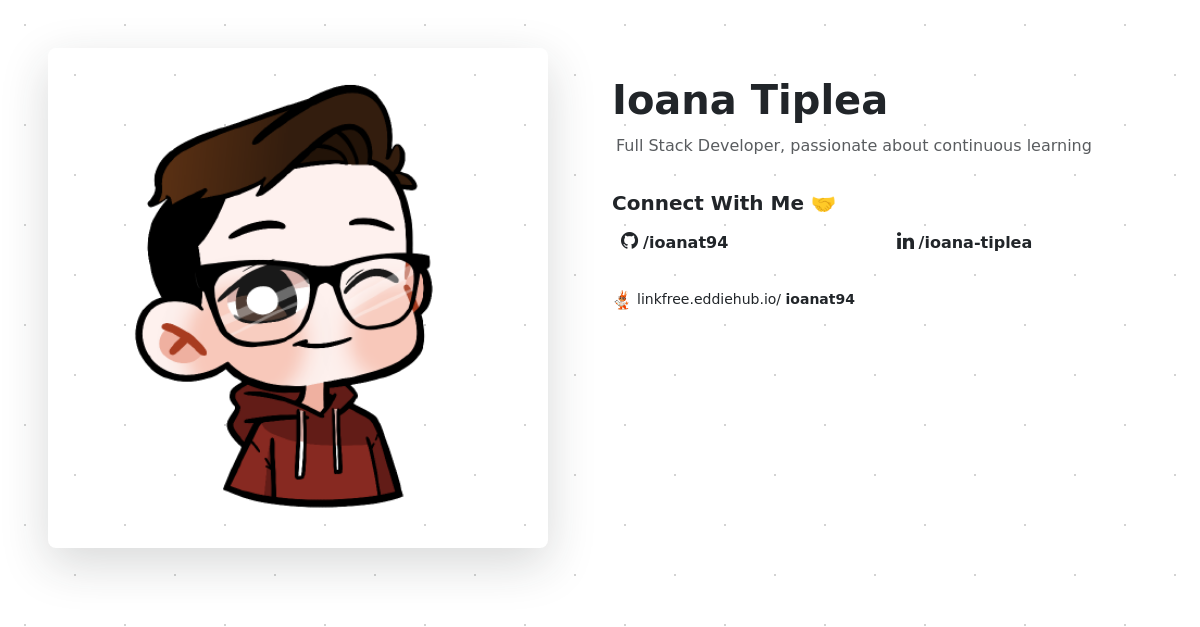 Ioana Tiplea
Full Stack Developer, passionate about continuous learning
Connect With Me 🤝
/ioanat94
/ioana-tiplea
linkfree.eddiehub.io/ ioanat94